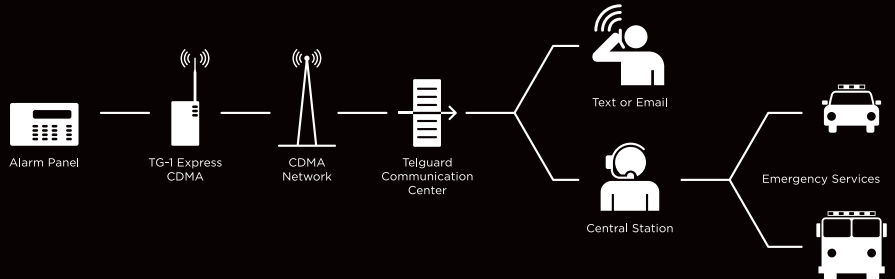 Alarm Panel
TG-1 Express
CDMA
CDMA
Network
Telguard
Communication
Center
Text or Email
Central Station
Emergency Services